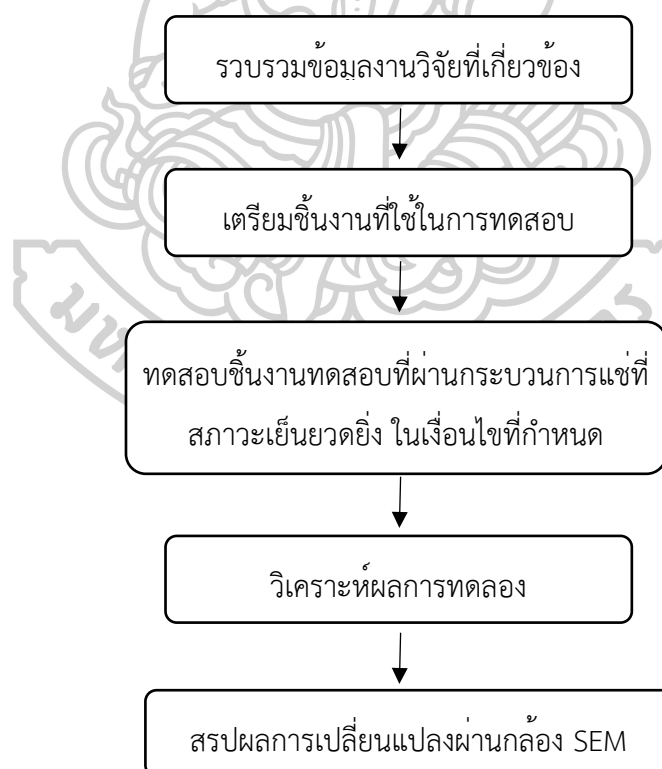 รวบรวมข้อมูลงานวิจัยที่เกี่ยวข้อง
เตรียมชิ้นงานที่ใช้ในการทดสอบ
ทดสอบชิ้นงานทดสอบที่ผ่านกระบวนการแช่ที่
สภาวะเย็นยวดยิ่ง ในเงื่อนไขที่กำหนด
วิเคราะห์ผลการทดลอง
สรุปผลการเปลี่ยนแปลงผ่านกล้อง SEM